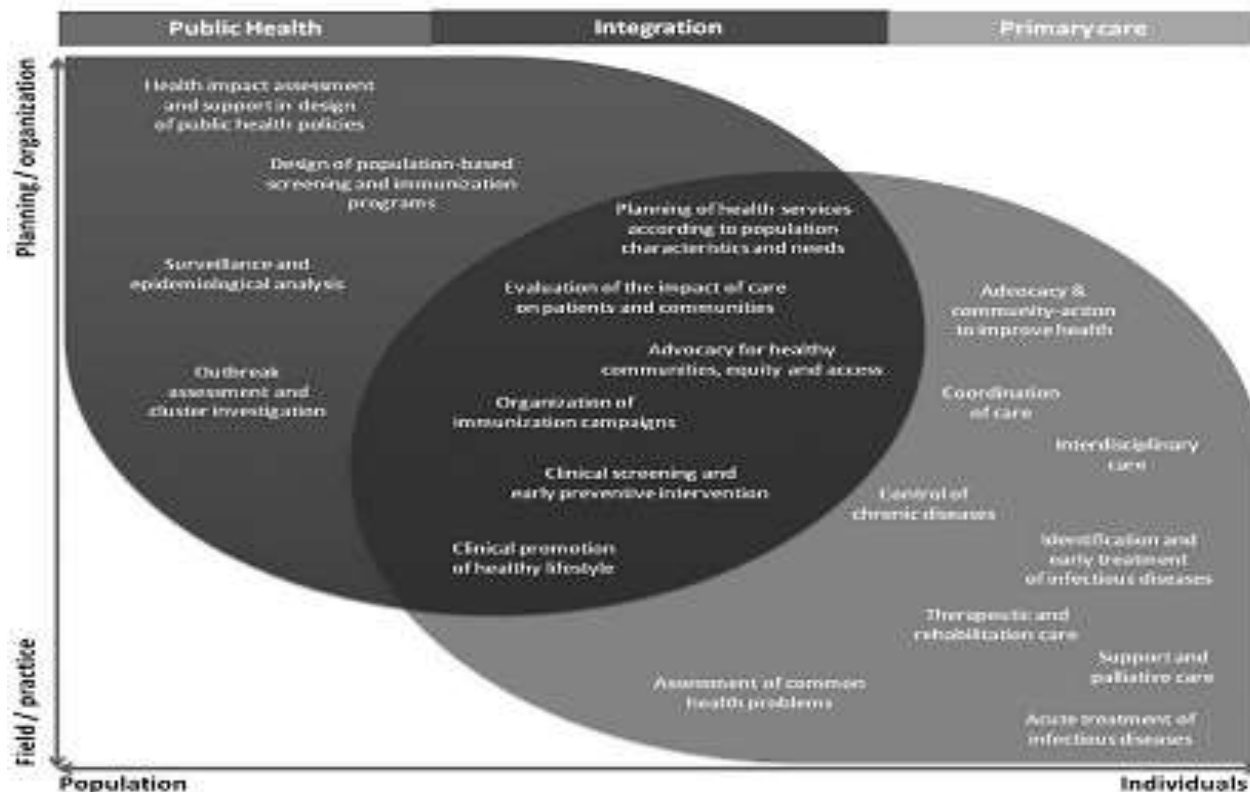 Public Health
Integration
Primary care
Planning / organization
Field / practice
Health impact assessment
and support in design
of public health policies
Design of population-based
screening and immunization
programs
Surveillance and
epidemiological analysis
Outbreak
assessment and
cluster investigation
Planning of health services
according to population
characteristics and needs
Evaluation of the impact of care
on patients and communities
Advocacy for healthy
communities, equity and access
Organization of
immunization campaigns
Clinical screening and
early preventive intervention
Clinical promotion
of healthy lifestyle
Advocacy &
community-action
to improve health
Coordination
of care
Interdisciplinary
care
Control of
chronic diseases
Identification and
early treatment
of infectious diseases
Therapeutic and
rehabilitation care
Support and
palliative care
Assessment of common
health problems
Acute treatment of
infectious diseases
Population
Individuals